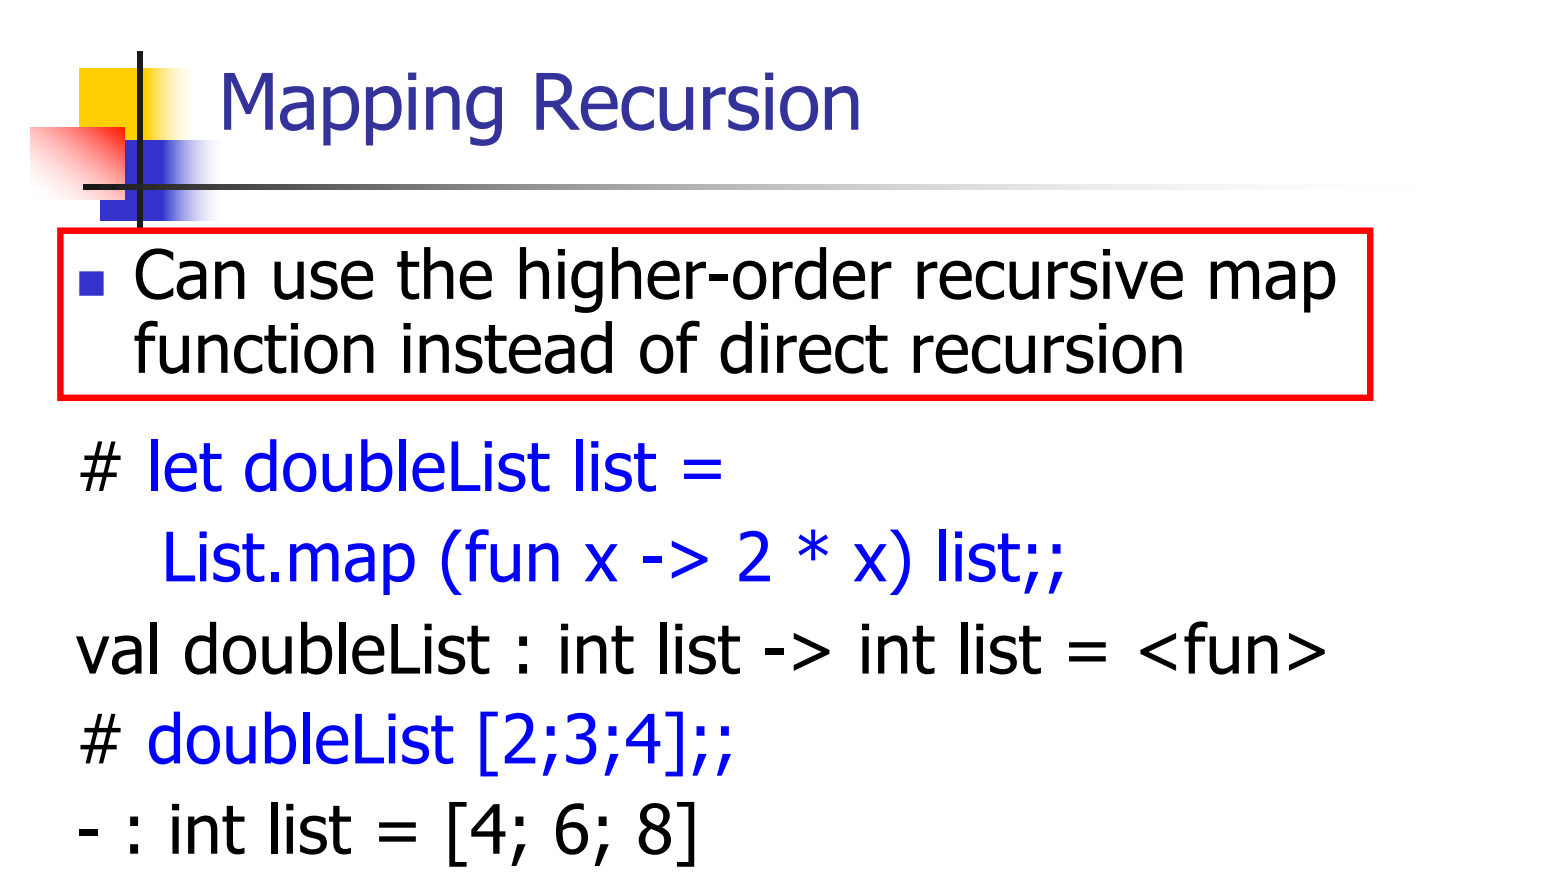 Mapping Recursion
Can use the higher-order recursive map
function instead of direct recursion
# let doubleList list =
List.map (fun x -> 2 * x) list;;
val doubleList : int list -> int list = <fun>
# doubleList [2;3;4];;
- : int list = [4; 6; 8]